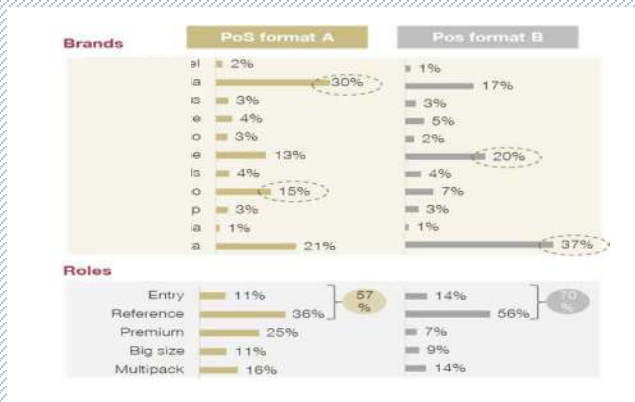 Brands PoS format A Pos format B
el 2% 1%
a 30% 17%
us 3% 3%
e 4% 5%
o 3% 2%
e 13% 20%
s 4% 4%
o 15% 7%
p 3% 3%
a 1% 1%
a 21% 37%
Roles
Entry 11% 57 % 14% 70 %
Reference 36% 56%
Premium 25% 7%
Big size 11% 9%
Multipack 16% 14%